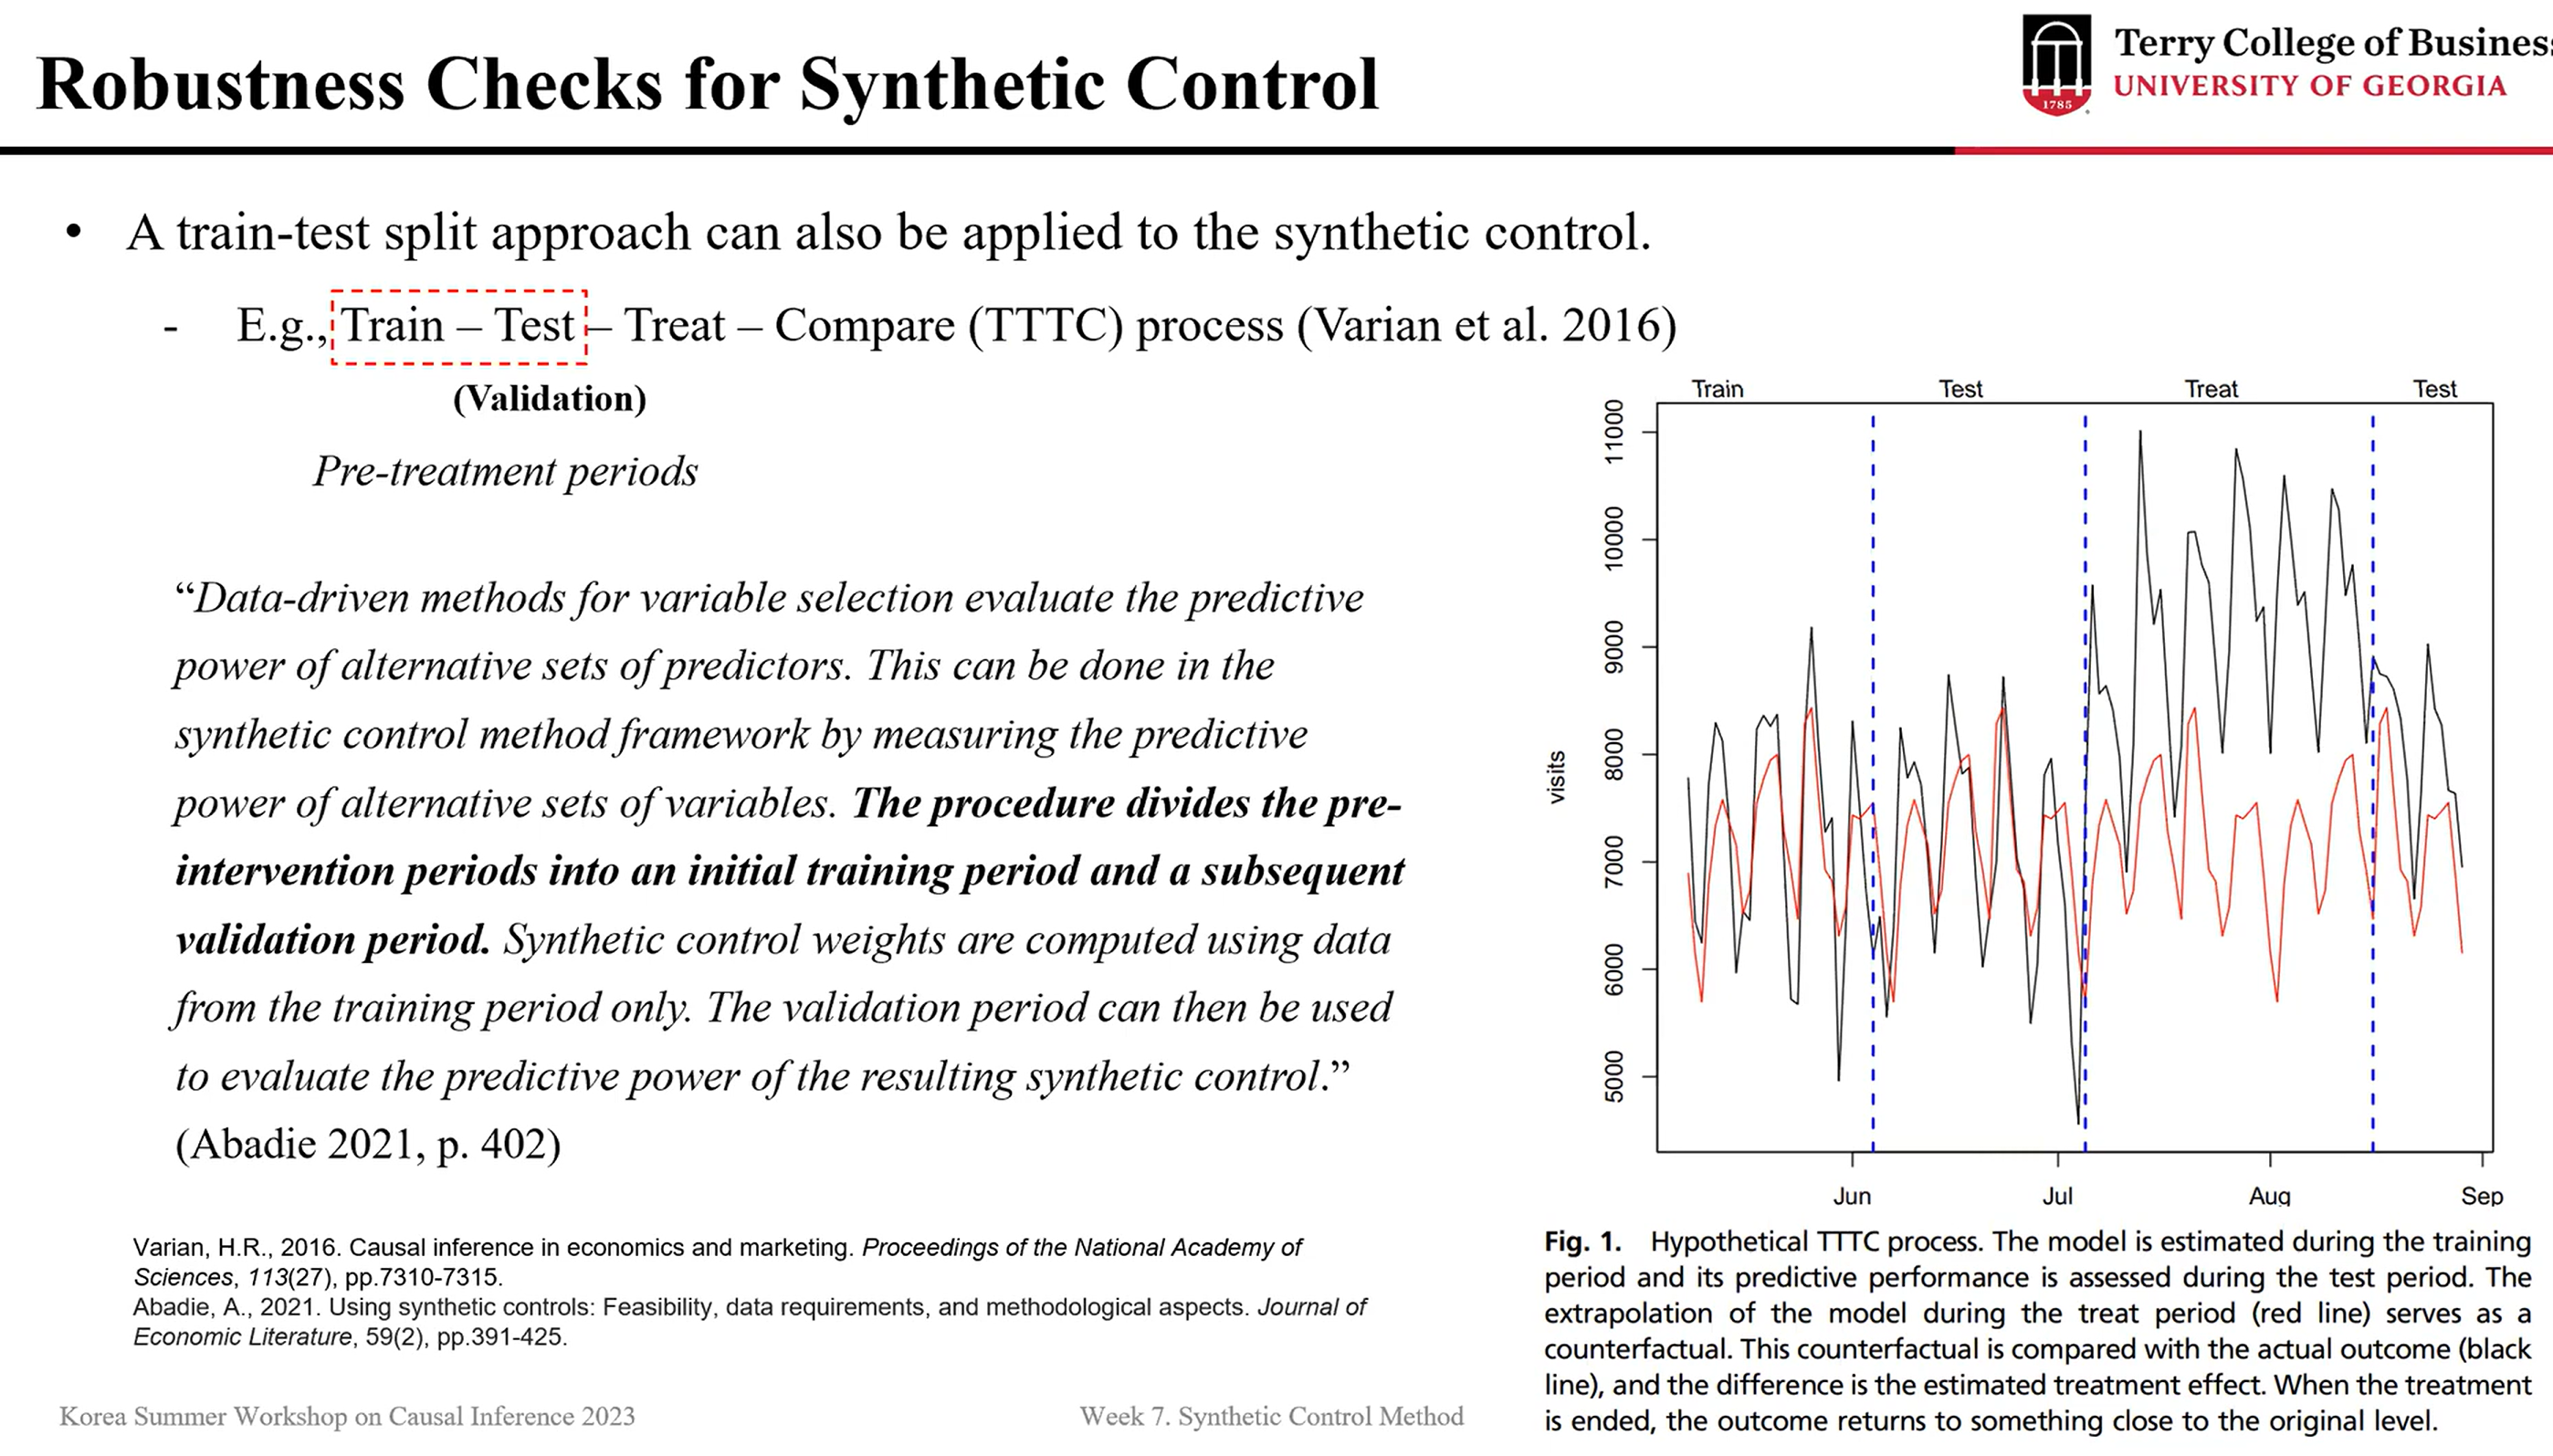 Robustness Checks for Synthetic Control
Terry College of Business
UNIVERSITY OF GEORGIA
1785
• A train-test split approach can also be applied to the synthetic control.
- E.g., Train – Test – Treat – Compare (TTTC) process (Varian et al. 2016)
(Validation)
Pre-treatment periods
“Data-driven methods for variable selection evaluate the predictive
power of alternative sets of predictors. This can be done in the
synthetic control method framework by measuring the predictive
power of alternative sets of variables. The procedure divides the pre-
intervention periods into an initial training period and a subsequent
validation period. Synthetic control weights are computed using data
from the training period only. The validation period can then be used
to evaluate the predictive power of the resulting synthetic control.”
(Abadie 2021, p. 402)
Train Test Treat Test
11000
10000
9000
8000
7000
6000
5000
visits
Jun Jul Aug Sep
Fig. 1. Hypothetical TTTC process. The model is estimated during the training
period and its predictive performance is assessed during the test period. The
extrapolation of the model during the treat period (red line) serves as a
counterfactual. This counterfactual is compared with the actual outcome (black
line), and the difference is the estimated treatment effect. When the treatment
is ended, the outcome returns to something close to the original level.
Varian, H.R., 2016. Causal inference in economics and marketing. Proceedings of the National Academy of
Sciences, 113(27), pp.7310-7315.
Abadie, A., 2021. Using synthetic controls: Feasibility, data requirements, and methodological aspects. Journal of
Economic Literature, 59(2), pp.391-425.
Korea Summer Workshop on Causal Inference 2023
Week 7. Synthetic Control Method